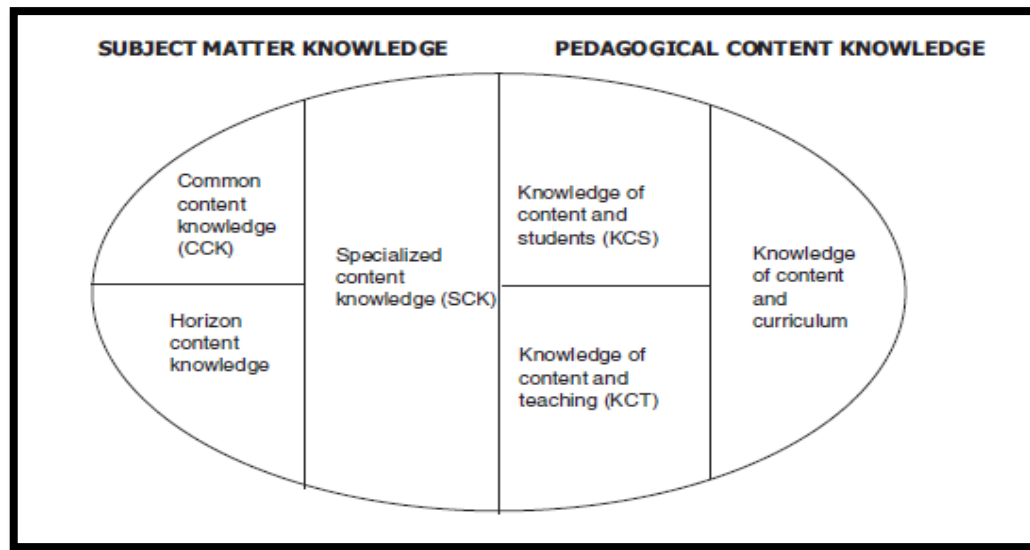 SUBJECT MATTER KNOWLEDGE
PEDAGOGICAL CONTENT KNOWLEDGE
Common
content
knowledge
(CCK)
Horizon
content
knowledge
Specialized
content
knowledge (SCK)
Knowledge of
content and
students (KCS)
Knowledge of
content and
teaching (KCT)
Knowledge
of content
and
curriculum